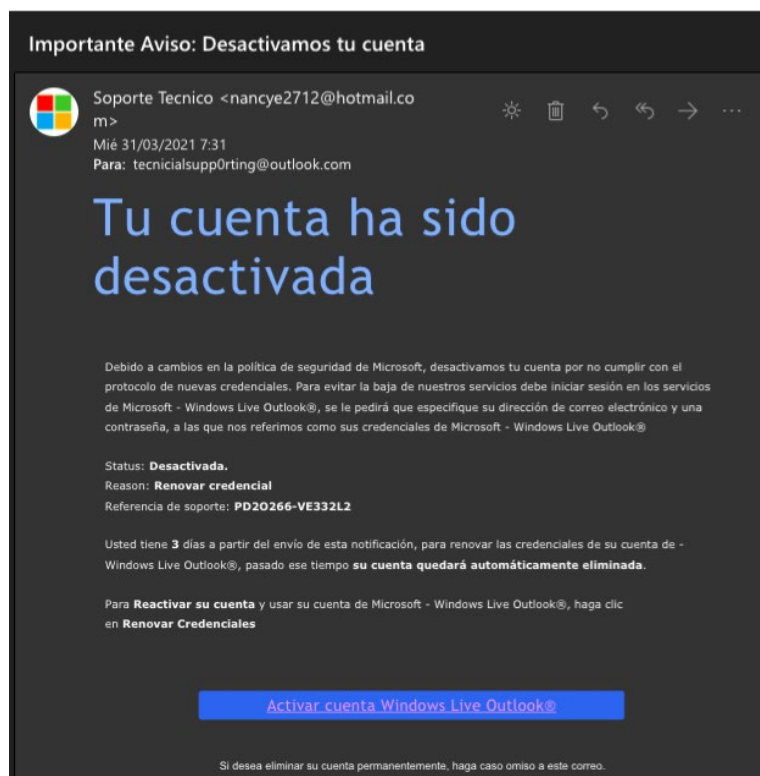 Importante Aviso: Desactivamos tu cuenta
Soporte Tecnico <nancye2712@hotmail.co
m>
Mié 31/03/2021 7:31
Para: tecnicialsupp0rting@outlook.com
Tu cuenta ha sido
desactivada
Debido a cambios en la política de seguridad de Microsoft, desactivamos tu cuenta por no cumplir con el
protocolo de nuevas credenciales. Para evitar la baja de nuestros servicios debe iniciar sesión en los servicios
de Microsoft - Windows Live Outlook®, se le pedirá que especifique su dirección de correo electrónico y una
contraseña, a las que nos referimos como sus credenciales de Microsoft - Windows Live Outlook®
Status: Desactivada.
Reason: Renovar credencial
Referencia de soporte: PD2O266-VE332L2
Usted tiene 3 días a partir del envío de esta notificación, para renovar las credenciales de su cuenta de -
Windows Live Outlook®, pasado ese tiempo su cuenta quedará automáticamente eliminada.
Para Reactivar su cuenta y usar su cuenta de Microsoft - Windows Live Outlook®, haga clic
en Renovar Credenciales
Activar cuenta Windows Live Outlook®
Si desea eliminar su cuenta permanentemente, haga caso omiso a este correo.